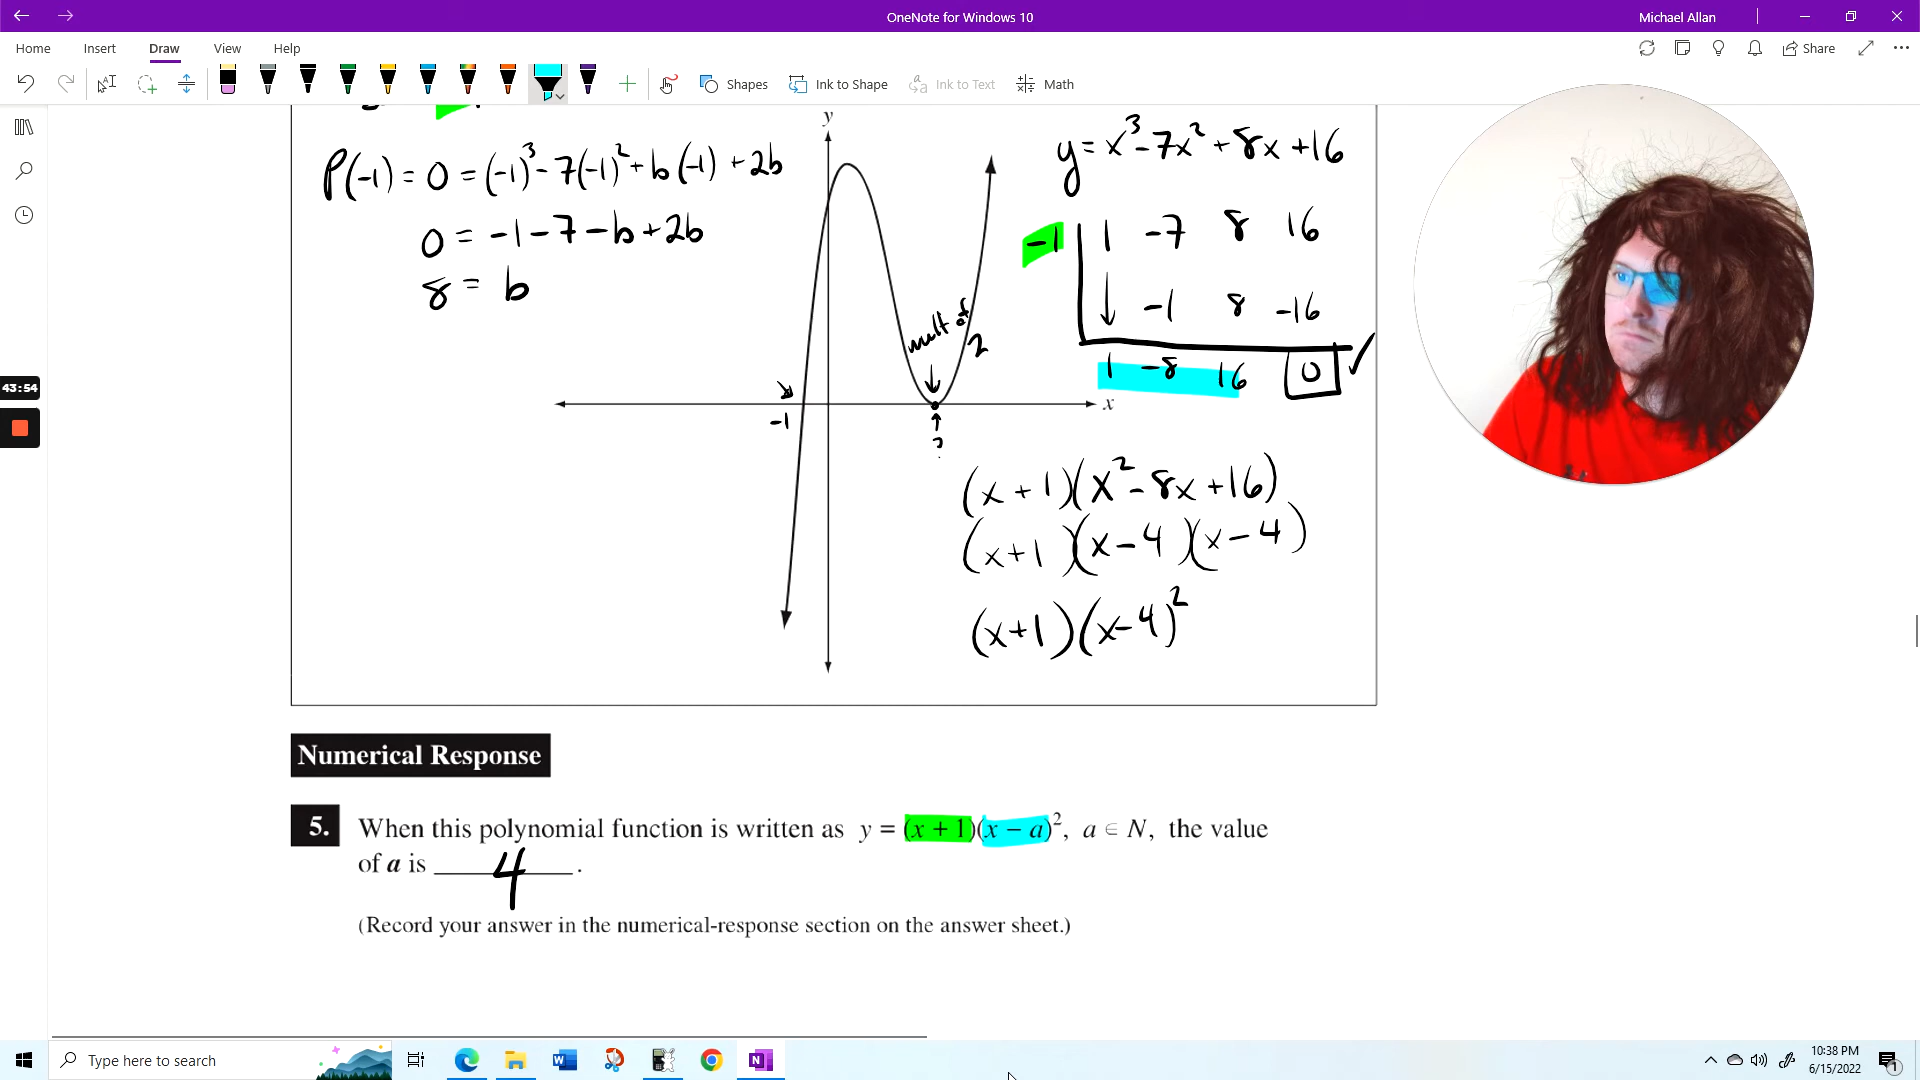 OneNote for Windows 10
Michael Allan
Home Insert Draw View Help
Share
Shapes
Ink to Shape
Ink to Text
Math
P(-1) = 0 = (-1)³ - 7(-1)² + b(-1) + 2b
0 = -1 - 7 - b + 2b
8 = b
y
mult of
2
-1
?
x
y = x³ - 7x² + 8x + 16
-1 1 -7 8 16
↓ -1 8 -16
1 -8 16 0 ✓
(x + 1)(x² - 8x + 16)
(x+1)(x-4)(x-4)
(x+1)(x-4)²
43:54
Numerical Response
5. When this polynomial function is written as y = (x + 1)(x − a)², a ∈ N, the value
of a is 4.
(Record your answer in the numerical-response section on the answer sheet.)
Type here to search
10:38 PM
6/15/2022
1